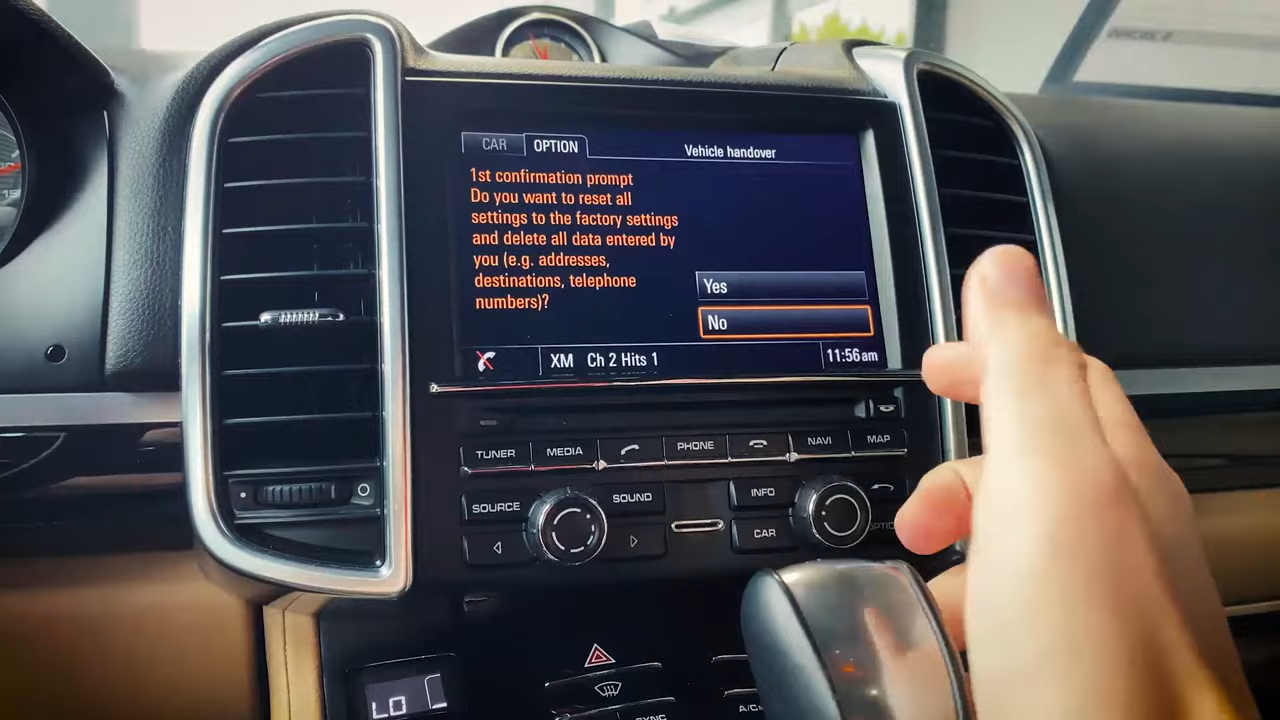 CAR
OPTION
Vehicle handover
1st confirmation prompt
Do you want to reset all
settings to the factory settings
and delete all data entered by
you (e.g. addresses,
destinations, telephone
numbers)?
Yes
No
XM Ch 2 Hits 1
11:56am
TUNER
MEDIA
PHONE
NAVI
MAP
SOURCE
SOUND
INFO
CAR
LO
SYNC